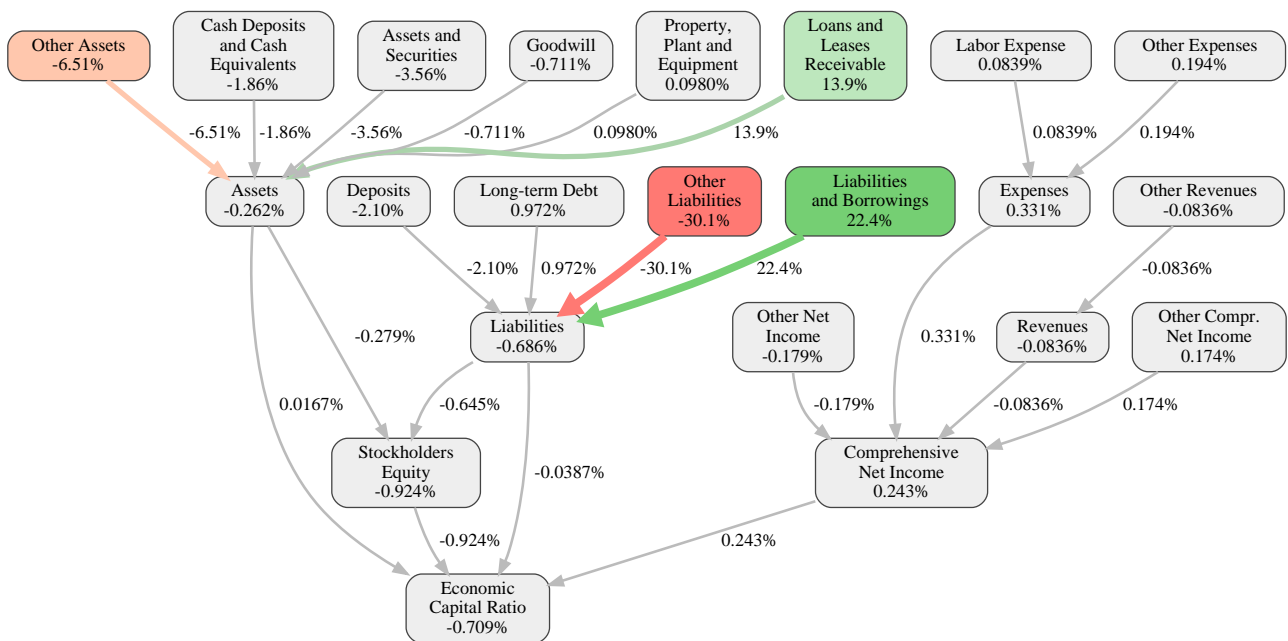 Other Assets
-6.51%
Cash Deposits
and Cash
Equivalents
-1.86%
Assets and
Securities
-3.56%
Goodwill
-0.711%
Property,
Plant and
Equipment
0.0980%
Loans and
Leases
Receivable
13.9%
Labor Expense
0.0839%
Other Expenses
0.194%
-6.51%
-1.86%
-3.56%
-0.711%
0.0980%
13.9%
0.0839%
0.194%
Assets
-0.262%
Deposits
-2.10%
Long-term Debt
0.972%
Other
Liabilities
-30.1%
Liabilities
and Borrowings
22.4%
Expenses
0.331%
Other Revenues
-0.0836%
-2.10%
0.972%
-30.1%
22.4%
-0.0836%
-0.279%
Liabilities
-0.686%
Other Net
Income
-0.179%
0.331%
Revenues
-0.0836%
Other Compr.
Net Income
0.174%
0.0167%
-0.645%
-0.179%
-0.0836%
0.174%
Stockholders
Equity
-0.924%
-0.0387%
Comprehensive
Net Income
0.243%
-0.924%
0.243%
Economic
Capital Ratio
-0.709%